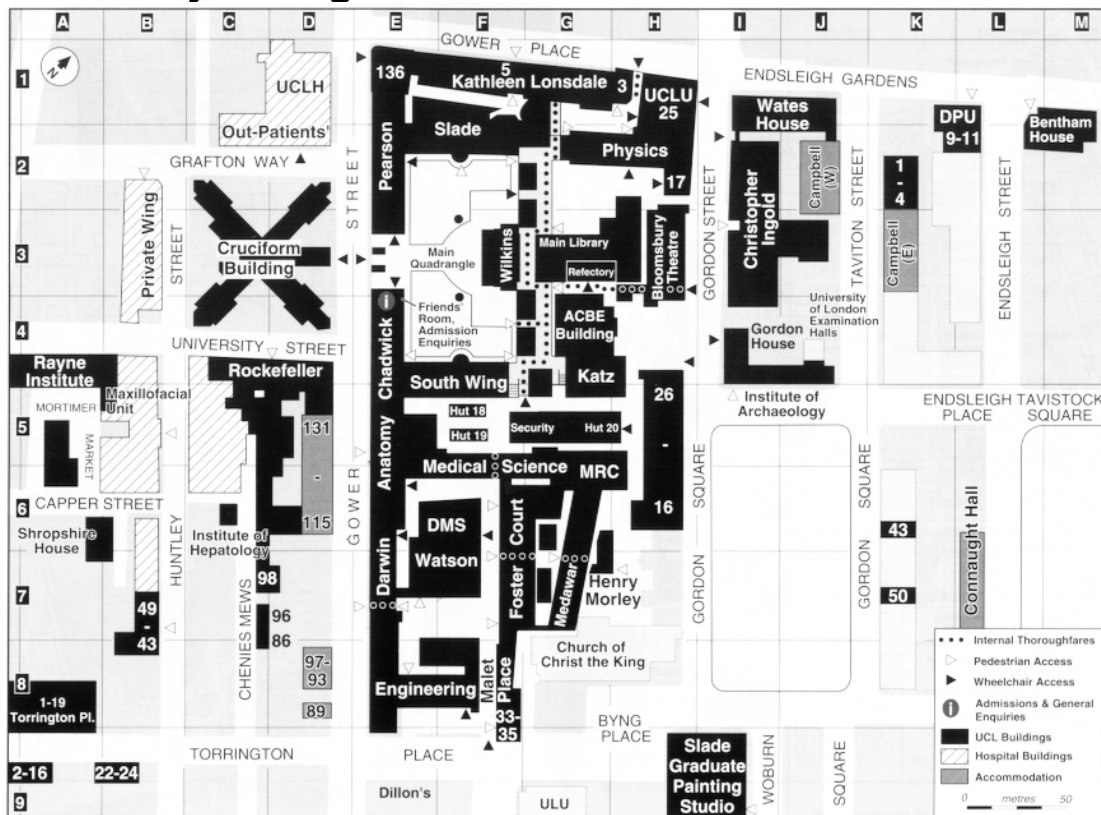 A B C D E F G H I J K L M
GOWER PLACE
1
136
5
Kathleen Lonsdale
3
UCLU
25
ENDSLEIGH GARDENS
N
UCLH
Out-Patients'
Slade
Physics
17
Wates
House
DPU
9-11
Bentham
House
2
GRAFTON WAY
Pearson
STREET
GORDON STREET
Campbell
(W)
TAVITON STREET
1
-
4
ENDSLEIGH STREET
Christopher
Ingold
Campbell
(E)
3
Private Wing
STREET
Cruciform
Building
Main
Quadrangle
Wilkins
Main Library
Refectory
Bloomsbury
Theatre
i
Friends'
Room,
Admission
Enquiries
ACBE
Building
University
of London
Examination
Halls
Gordon
House
4
UNIVERSITY STREET
Chadwick
Rayne
Institute
Maxillofacial
Unit
Rockefeller
South Wing
Katz
26
-
16
Institute of
Archaeology
ENDSLEIGH
PLACE
TAVISTOCK
SQUARE
MORTIMER
MARKET
5
131
-
115
Anatomy
Hut 18
Hut 19
Security
Hut 20
Medical Science
MRC
GORDON SQUARE
GORDON SQUARE
6
CAPPER STREET
Shropshire
House
HUNTLEY
Institute of
Hepatology
GOWER
DMS
Watson
Foster Court
43
Connaught Hall
7
49
-
43
CHENIES MEWS
98
96
86
Darwin
Medawar
Henry
Morley
50
Church of
Christ the King
8
1-19
Torrington Pl.
97-
93
89
Engineering
Malet
Place
33-
35
BYNG
PLACE
TORRINGTON PLACE
2-16
22-24
9
Dillon's
ULU
Slade
Graduate
Painting
Studio
WOBURN
SQUARE
Internal Thoroughfares
Pedestrian Access
Wheelchair Access
i
Admissions & General
Enquiries
UCL Buildings
Hospital Buildings
Accommodation
0 metres 50